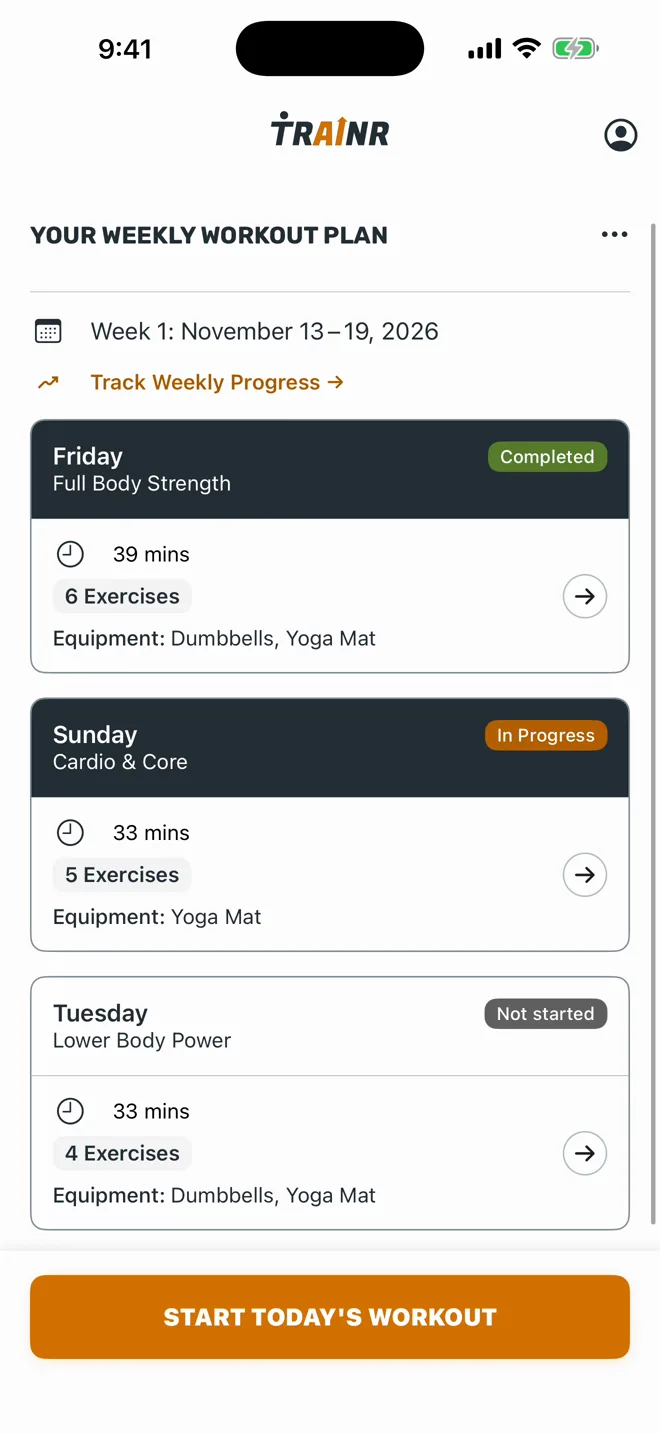 9:41
TRAINR
YOUR WEEKLY WORKOUT PLAN
Week 1: November 13–19, 2026
Track Weekly Progress →
Friday
Completed
Full Body Strength
39 mins
6 Exercises
Equipment: Dumbbells, Yoga Mat
Sunday
In Progress
Cardio & Core
33 mins
5 Exercises
Equipment: Yoga Mat
Tuesday
Not started
Lower Body Power
33 mins
4 Exercises
Equipment: Dumbbells, Yoga Mat
START TODAY'S WORKOUT